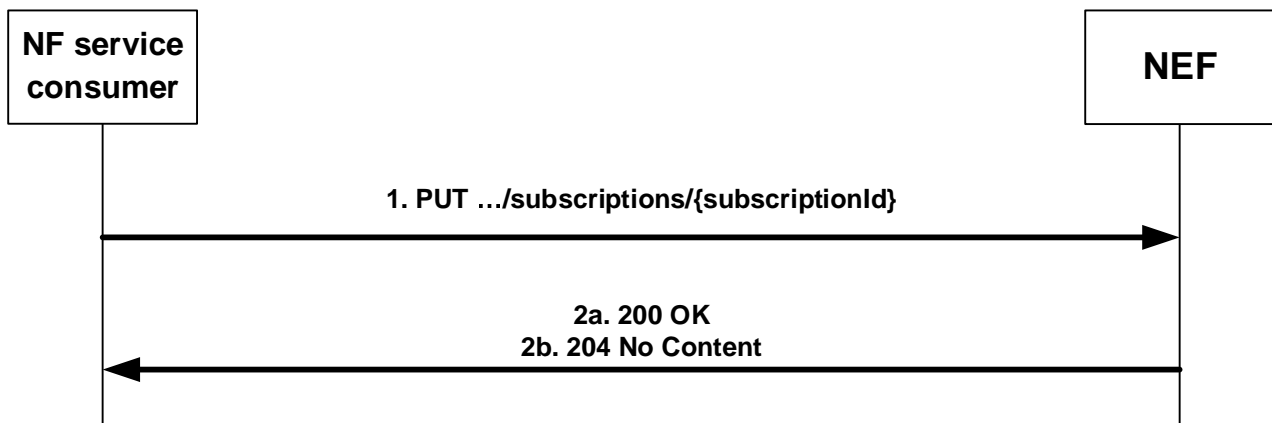 NF service
consumer
NEF
1. PUT …/subscriptions/{subscriptionId}
2a. 200 OK
2b. 204 No Content